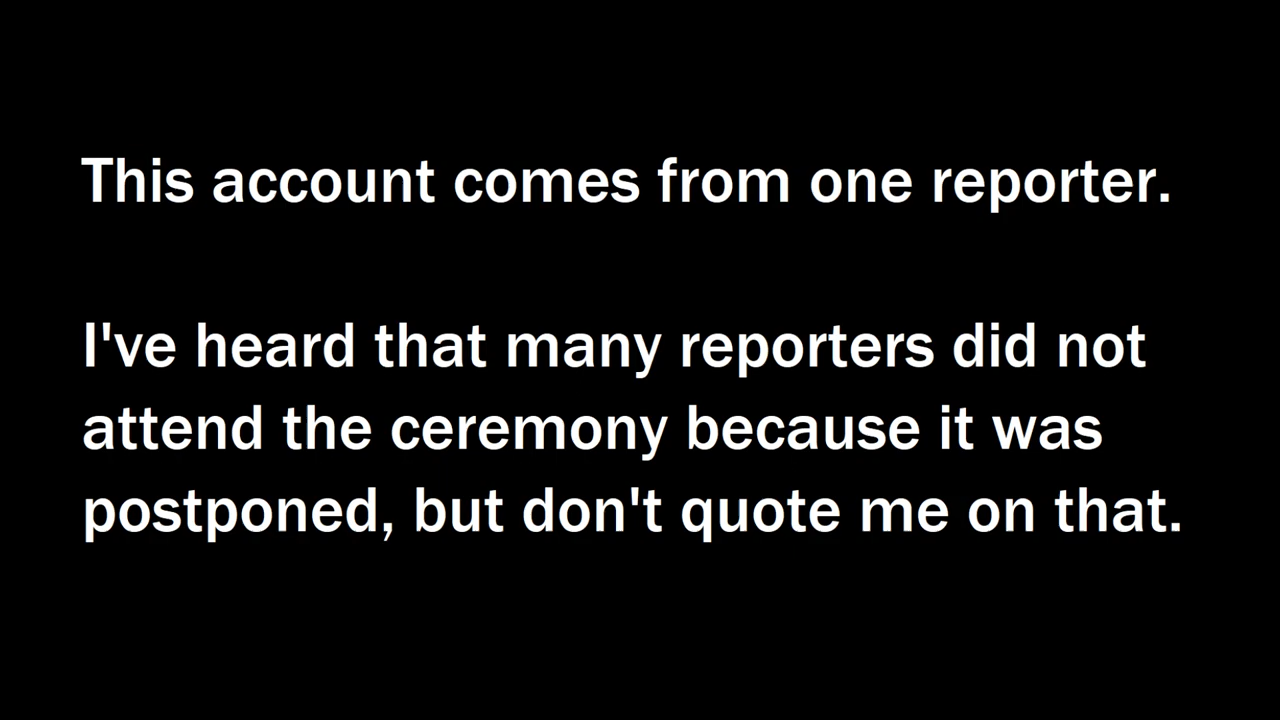 This account comes from one reporter.
I've heard that many reporters did not
attend the ceremony because it was
postponed, but don't quote me on that.